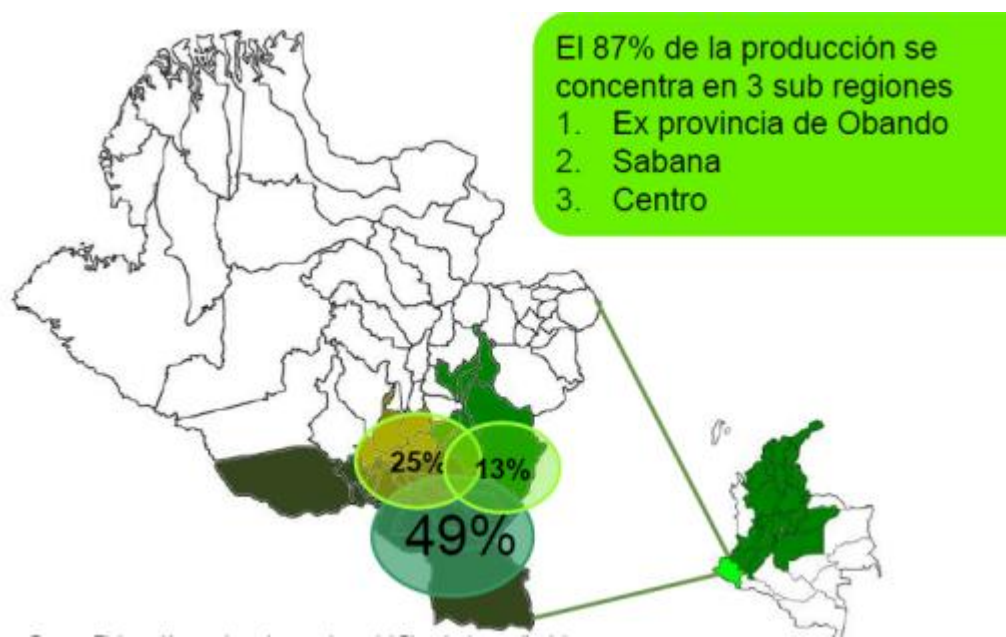 El 87% de la producción se
concentra en 3 sub regiones
1. Ex provincia de Obando
2. Sabana
3. Centro
25%
13%
49%